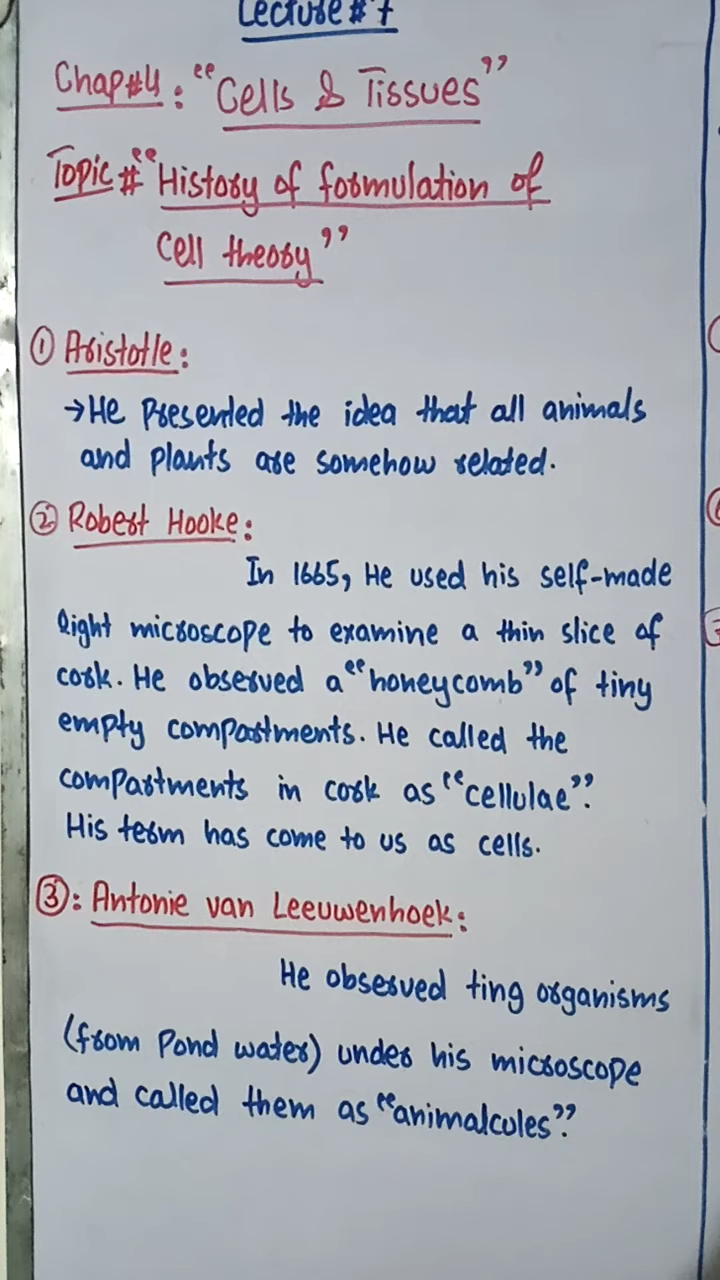 Lecture # 7
Chap#4: "Cells & Tissues"
Topic # "History of formulation of
Cell theory"
① Aristotle:
→ He Presented the idea that all animals
and plants are somehow related.
② Robert Hooke:
In 1665, He used his self-made
light microscope to examine a thin slice of
cork. He observed a "honeycomb" of tiny
empty compartments. He called the
compartments in cork as "cellulae".
His term has come to us as cells.
③: Antonie van Leeuwenhoek:
He observed ting organisms
(from Pond water) under his microscope
and called them as "animalcules".